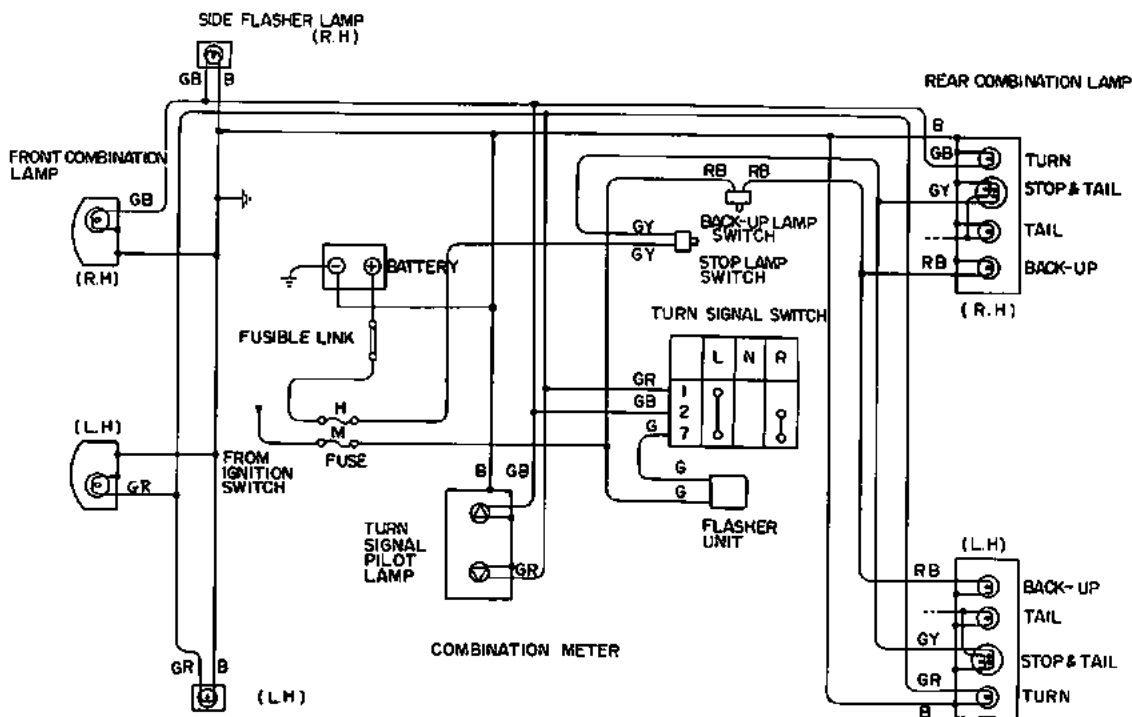 SIDE FLASHER LAMP
(R.H)
GB B
REAR COMBINATION LAMP
FRONT COMBINATION
LAMP
GB
(R.H)
B
GB
TURN
STOP & TAIL
GY
TAIL
RB
BACK-UP
(R.H)
RB RB
BACK-UP LAMP
SWITCH
GY
GY
STOP LAMP
SWITCH
BATTERY
FUSIBLE LINK
TURN SIGNAL SWITCH
L N R
GR 1
GB 2
G 7
H
M
FUSE
FROM
IGNITION
SWITCH
(L.H)
GR
B GB
G
G
FLASHER
UNIT
TURN
SIGNAL
PILOT
LAMP
GR
COMBINATION METER
(L.H)
RB
BACK-UP
TAIL
GY
STOP & TAIL
GR
TURN
B
GR B
(L.H)